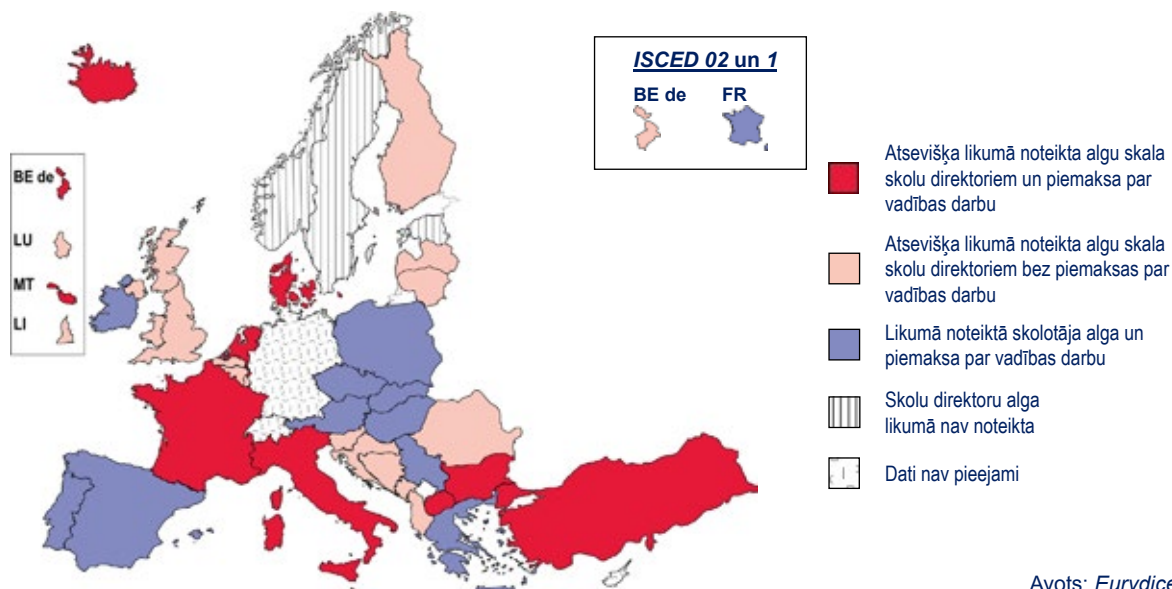 ISCED 02 un 1
BE de FR
BE de
LU
MT
LI
Atsevišķa likumā noteikta algu skala
skolu direktoriem un piemaksa par
vadības darbu
Atsevišķa likumā noteikta algu skala
skolu direktoriem bez piemaksas par
vadības darbu
Likumā noteiktā skolotāja alga un
piemaksa par vadības darbu
Skolu direktoru alga
likumā nav noteikta
Dati nav pieejami
Avots: Eurydice